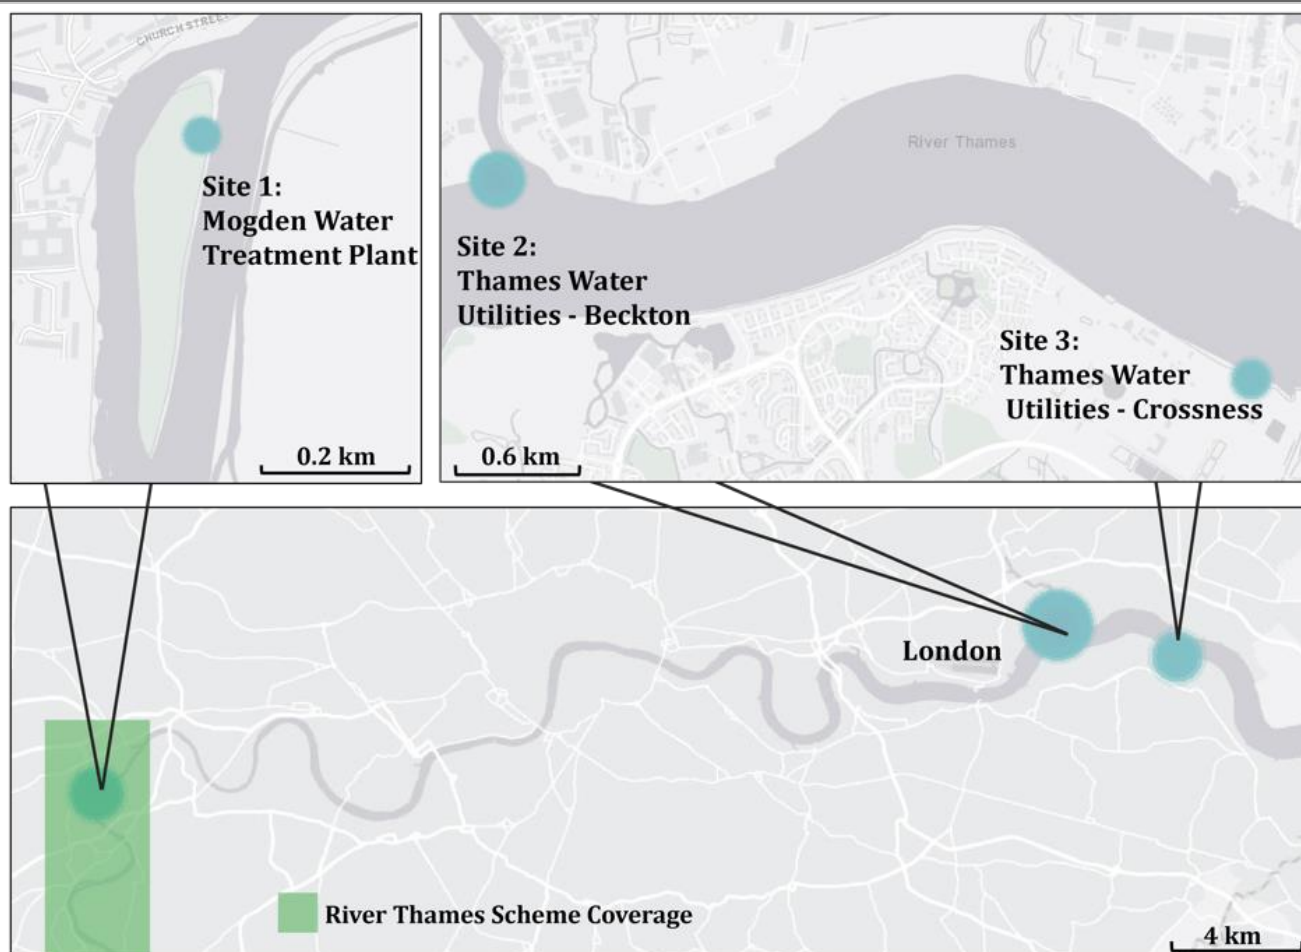 CHURCH STREET
Site 1:
Mogden Water
Treatment Plant
0.2 km
River Thames
Site 2:
Thames Water
Utilities - Beckton
Site 3:
Thames Water
Utilities - Crossness
0.6 km
London
River Thames Scheme Coverage
4 km